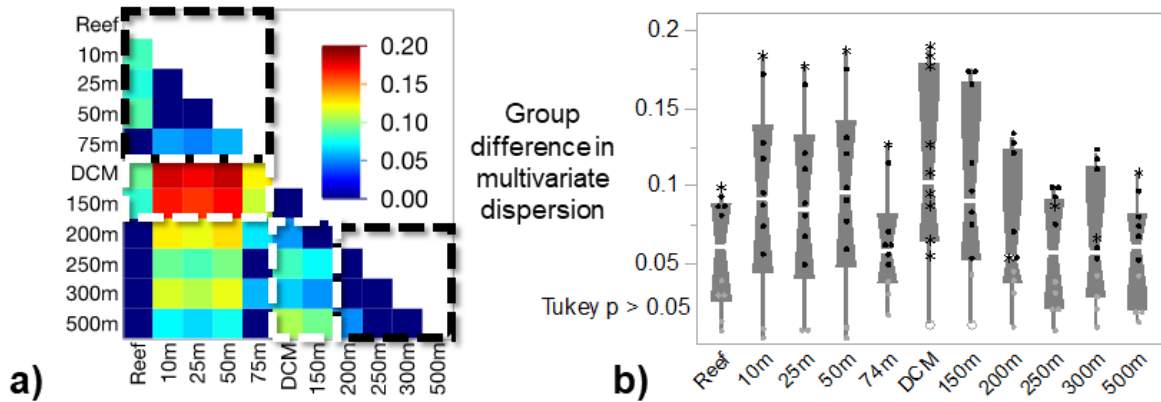 Reef
10m
25m
50m
75m
DCM
150m
200m
250m
300m
500m
Reef 10m 25m 50m 75m DCM 150m 200m 250m 300m 500m
0.20
0.15
0.10
0.05
0.00
a)
Group
difference in
multivariate
dispersion
Tukey p > 0.05
0.2
0.15
0.1
0.05
0
Reef 10m 25m 50m 74m DCM 150m 200m 250m 300m 500m
b)